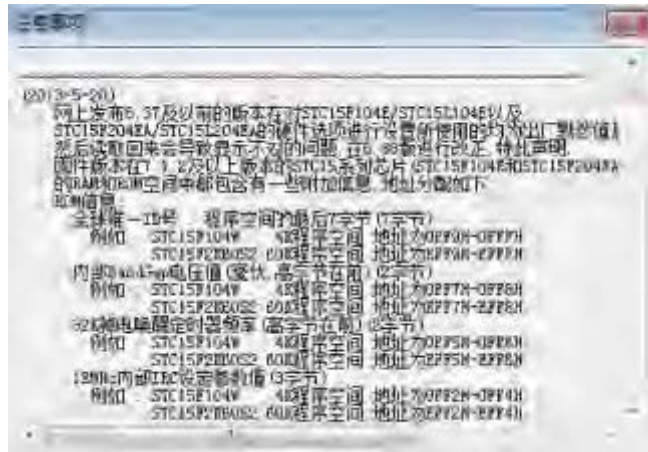 注意事项
(2013-5-20)
网上发布6.37及以前的版本在对STC15F104E/STC15L104E以及
STC15F204EA/STC15L204EA的硬件选项进行设置所使用的均为出厂默认值
然后读取回来会导致显示不对的问题,在6.38版进行改正,特此声明.
固件版本在7.1.2及以上版本的STC15系列芯片(STC15F104E和STC15F204EA
的RAM和ROM空间中都包含有一些附加信息,地址分配如下
ROM信息
全球唯一ID号 程序空间的最后7字节(7字节)
例如 STC15F104W 4K程序空间 地址为0FF9H-0FFFH
STC15F2K60S2 60K程序空间 地址为EFF9H-EFFFH
内部BandGap电压值(毫伏,高字节在前)(2字节)
例如 STC15F104W 4K程序空间 地址为0FF7H-0FF8H
STC15F2K60S2 60K程序空间 地址为EFF7H-EFF8H
32K掉电唤醒定时器频率(高字节在前)(2字节)
例如 STC15F104W 4K程序空间 地址为0FF5H-0FF6H
STC15F2K60S2 60K程序空间 地址为EFF5H-EFF6H
内部IRC设定参数值(3字节)
例如 STC15F104W 4K程序空间 地址为0FF2H-0FF4H
STC15F2K60S2 60K程序空间 地址为EFF2H-EFF4H